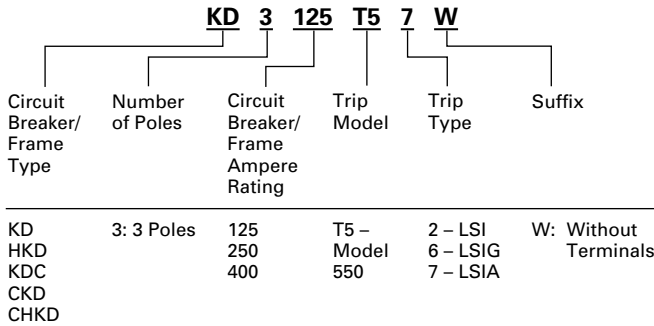 KD 3 125 T5 7 W
Circuit Number Circuit Trip Trip Suffix
Breaker/ of Poles Breaker/ Model Type
Frame Frame
Type Ampere
Rating
KD 3: 3 Poles 125 T5 – 2 – LSI W: Without
HKD 250 Model 6 – LSIG Terminals
KDC 400 550 7 – LSIA
CKD
CHKD